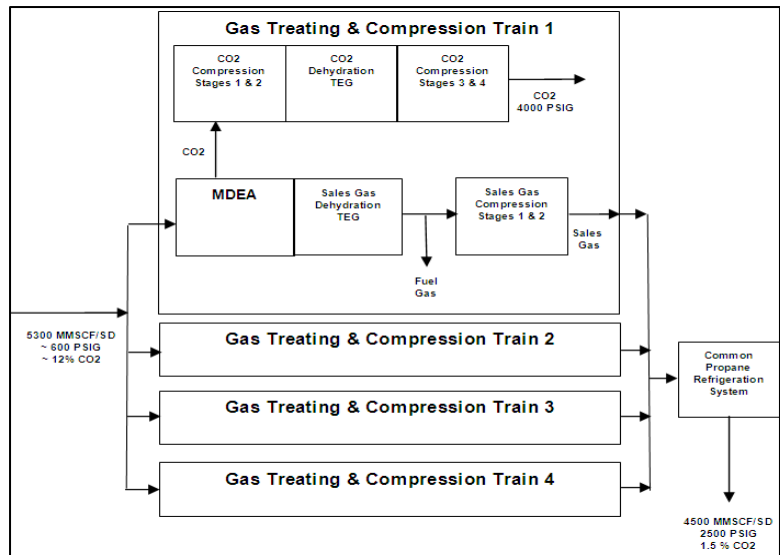 Gas Treating & Compression Train 1
CO2
Compression
Stages 1 & 2
CO2
Dehydration
TEG
CO2
Compression
Stages 3 & 4
CO2
4000 PSIG
CO2
MDEA
Sales Gas
Dehydration
TEG
Sales Gas
Compression
Stages 1 & 2
Sales
Gas
Fuel
Gas
5300 MMSCF/SD
~ 600 PSIG
~ 12% CO2
Gas Treating & Compression Train 2
Gas Treating & Compression Train 3
Gas Treating & Compression Train 4
Common
Propane
Refrigeration
System
4500 MMSCF/SD
2500 PSIG
1.5 % CO2